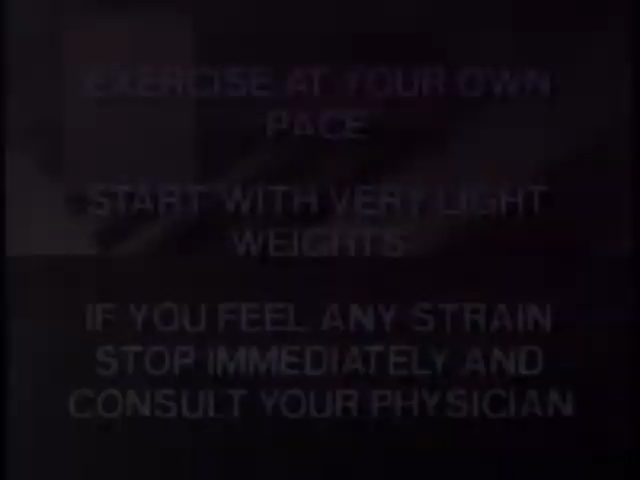 EXERCISE AT YOUR OWN
PACE
START WITH VERY LIGHT
WEIGHTS
IF YOU FEEL ANY STRAIN
STOP IMMEDIATELY AND
CONSULT YOUR PHYSICIAN